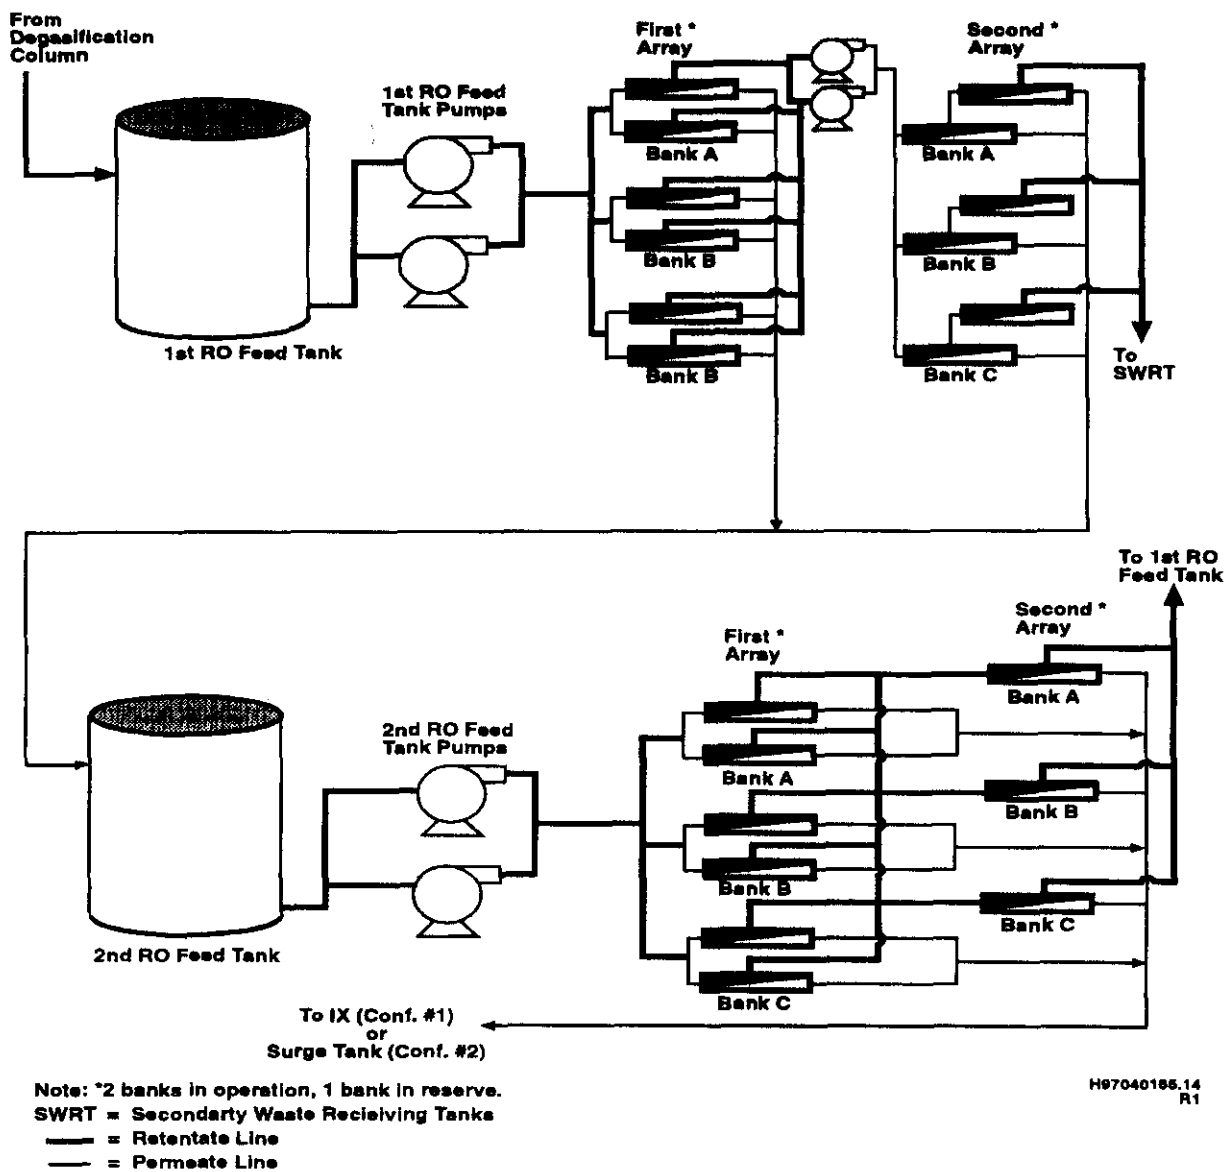 From
Degasification
Column
1st RO Feed
Tank Pumps
First *
Array
Second *
Array
Bank A
Bank A
Bank B
Bank B
Bank B
Bank C
1st RO Feed Tank
To
SWRT
To 1st RO
Feed Tank
First *
Array
Second *
Array
Bank A
2nd RO Feed
Tank Pumps
Bank A
Bank B
Bank B
Bank C
Bank C
2nd RO Feed Tank
To IX (Conf. #1)
or
Surge Tank (Conf. #2)
Note: *2 banks in operation, 1 bank in reserve.
SWRT = Secondarty Waste Recieiving Tanks
= Retentate Line
= Permeate Line
H97040165.14
R1